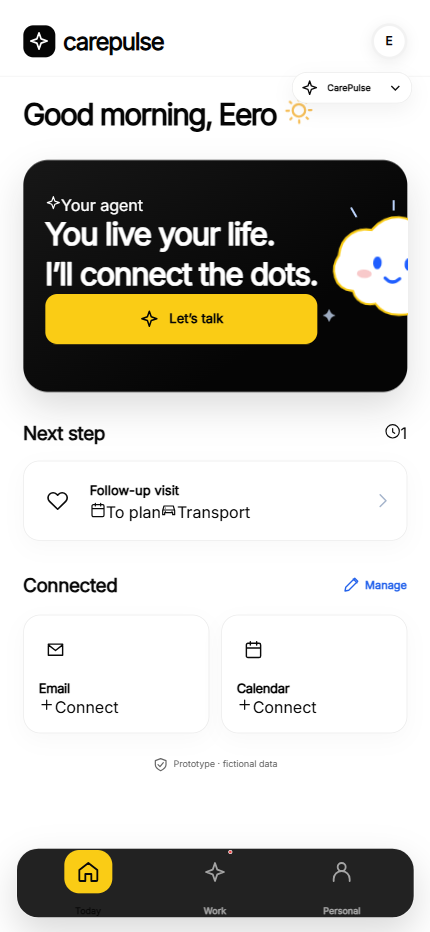 carepulse
E
CarePulse
Good morning, Eero
Your agent
You live your life.
I’ll connect the dots.
Let’s talk
Next step
1
Follow-up visit
To plan Transport
Connected
Manage
Email
Connect
Calendar
Connect
Prototype · fictional data
Today
Work
Personal